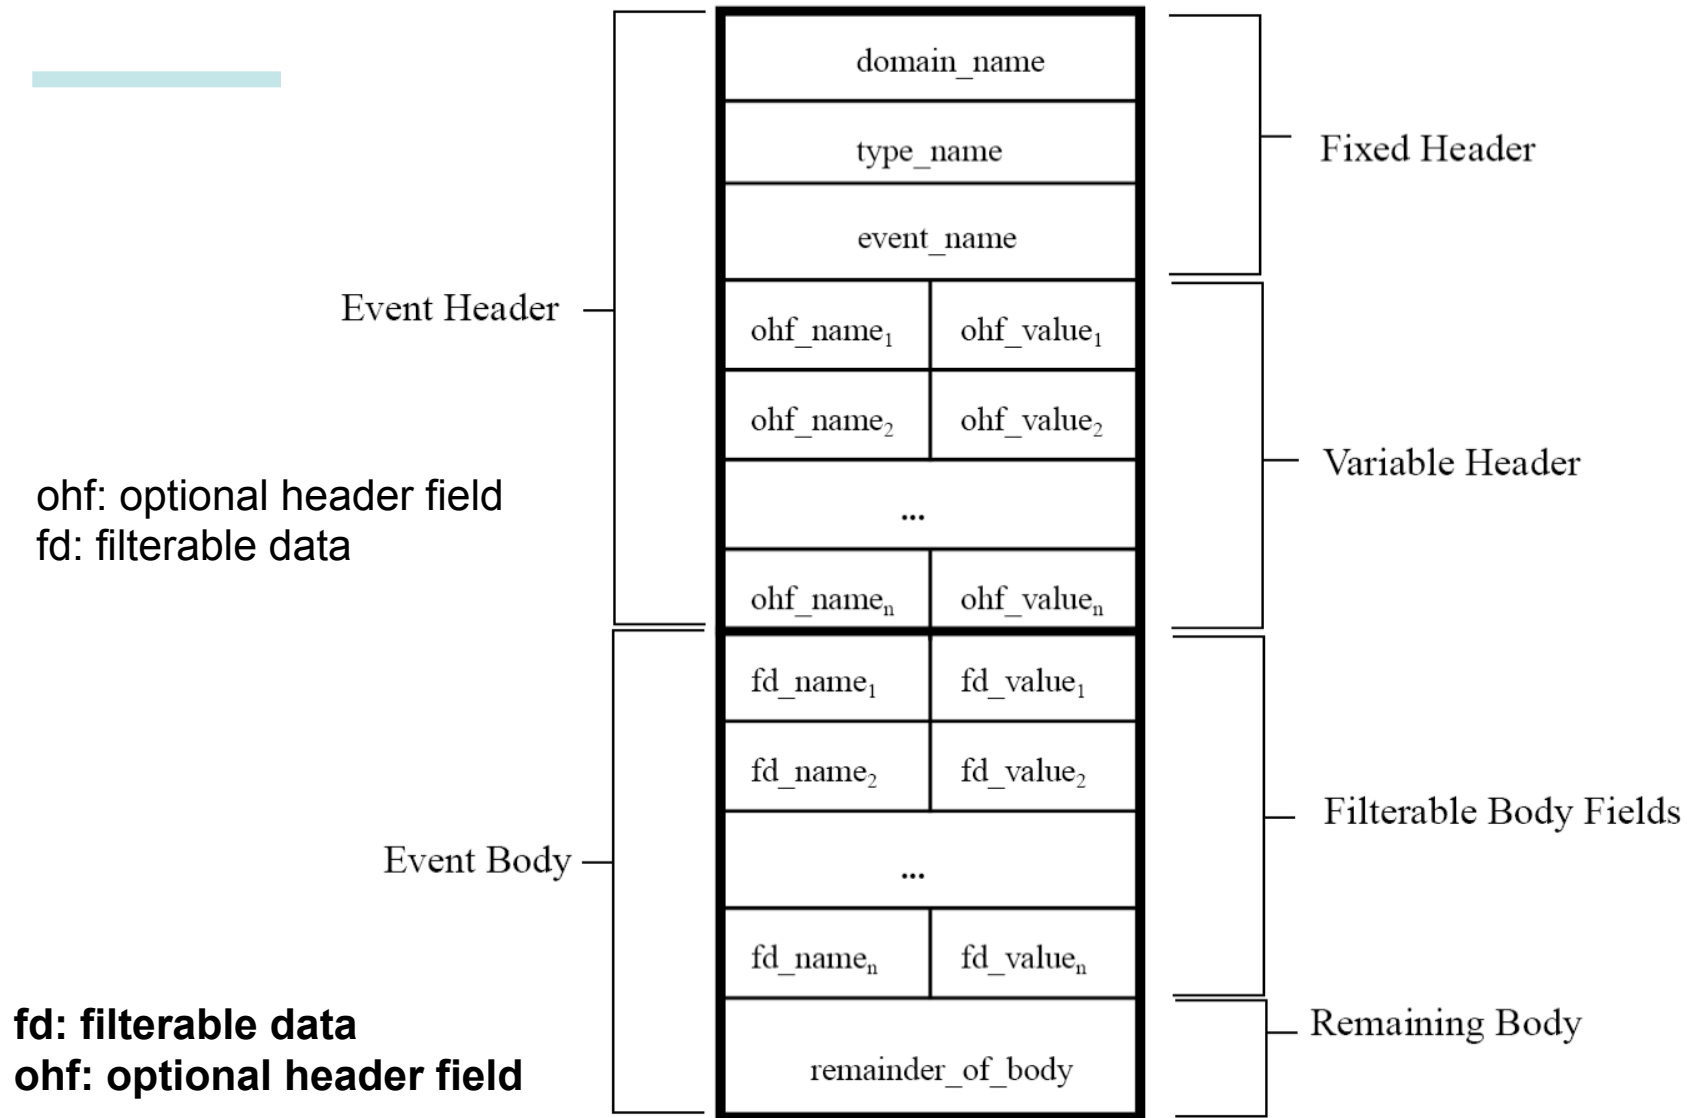 domain_name
type_name
Fixed Header
event_name
Event Header
ohf_name₁ ohf_value₁
ohf_name₂ ohf_value₂
Variable Header
ohf: optional header field
fd: filterable data
...
ohf_nameₙ ohf_valueₙ
fd_name₁ fd_value₁
fd_name₂ fd_value₂
Filterable Body Fields
Event Body
...
fd_nameₙ fd_valueₙ
fd: filterable data
ohf: optional header field
Remaining Body
remainder_of_body